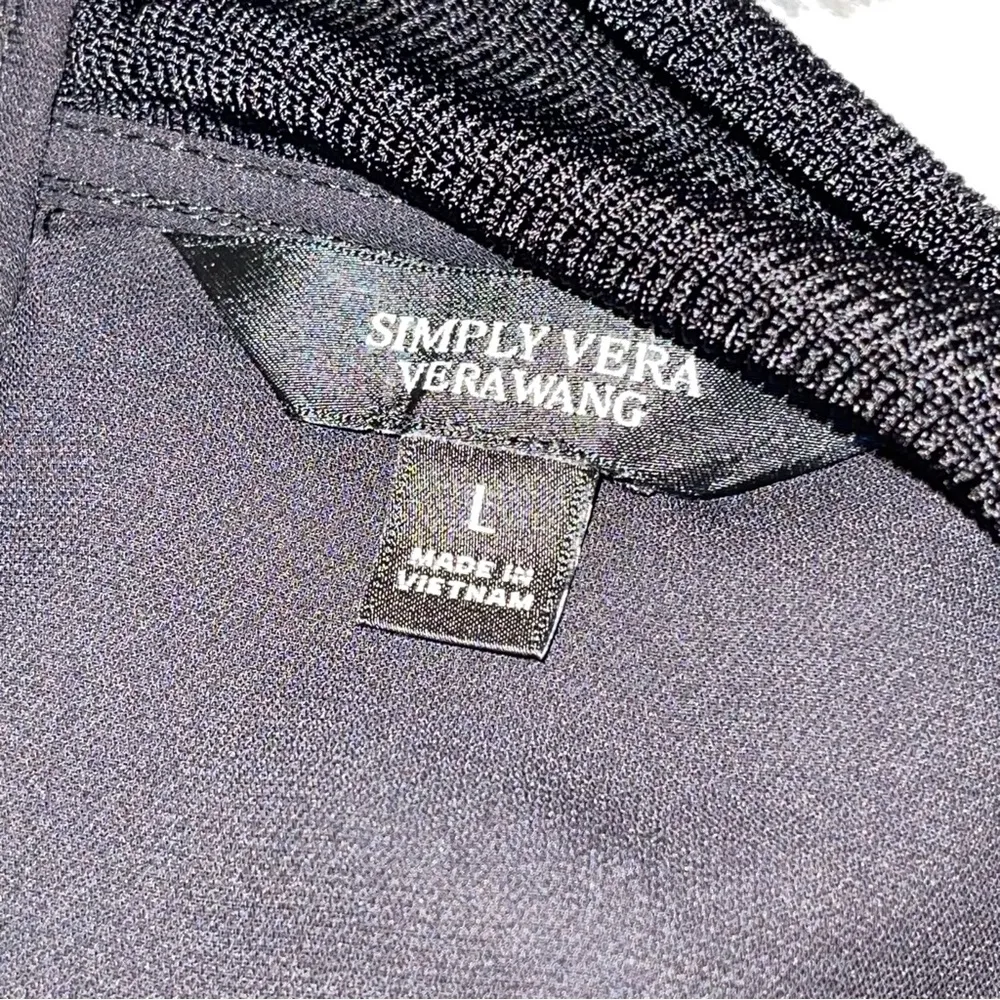 SIMPLY VERA
VERAWANG
L
MADE IN
VIETNAM